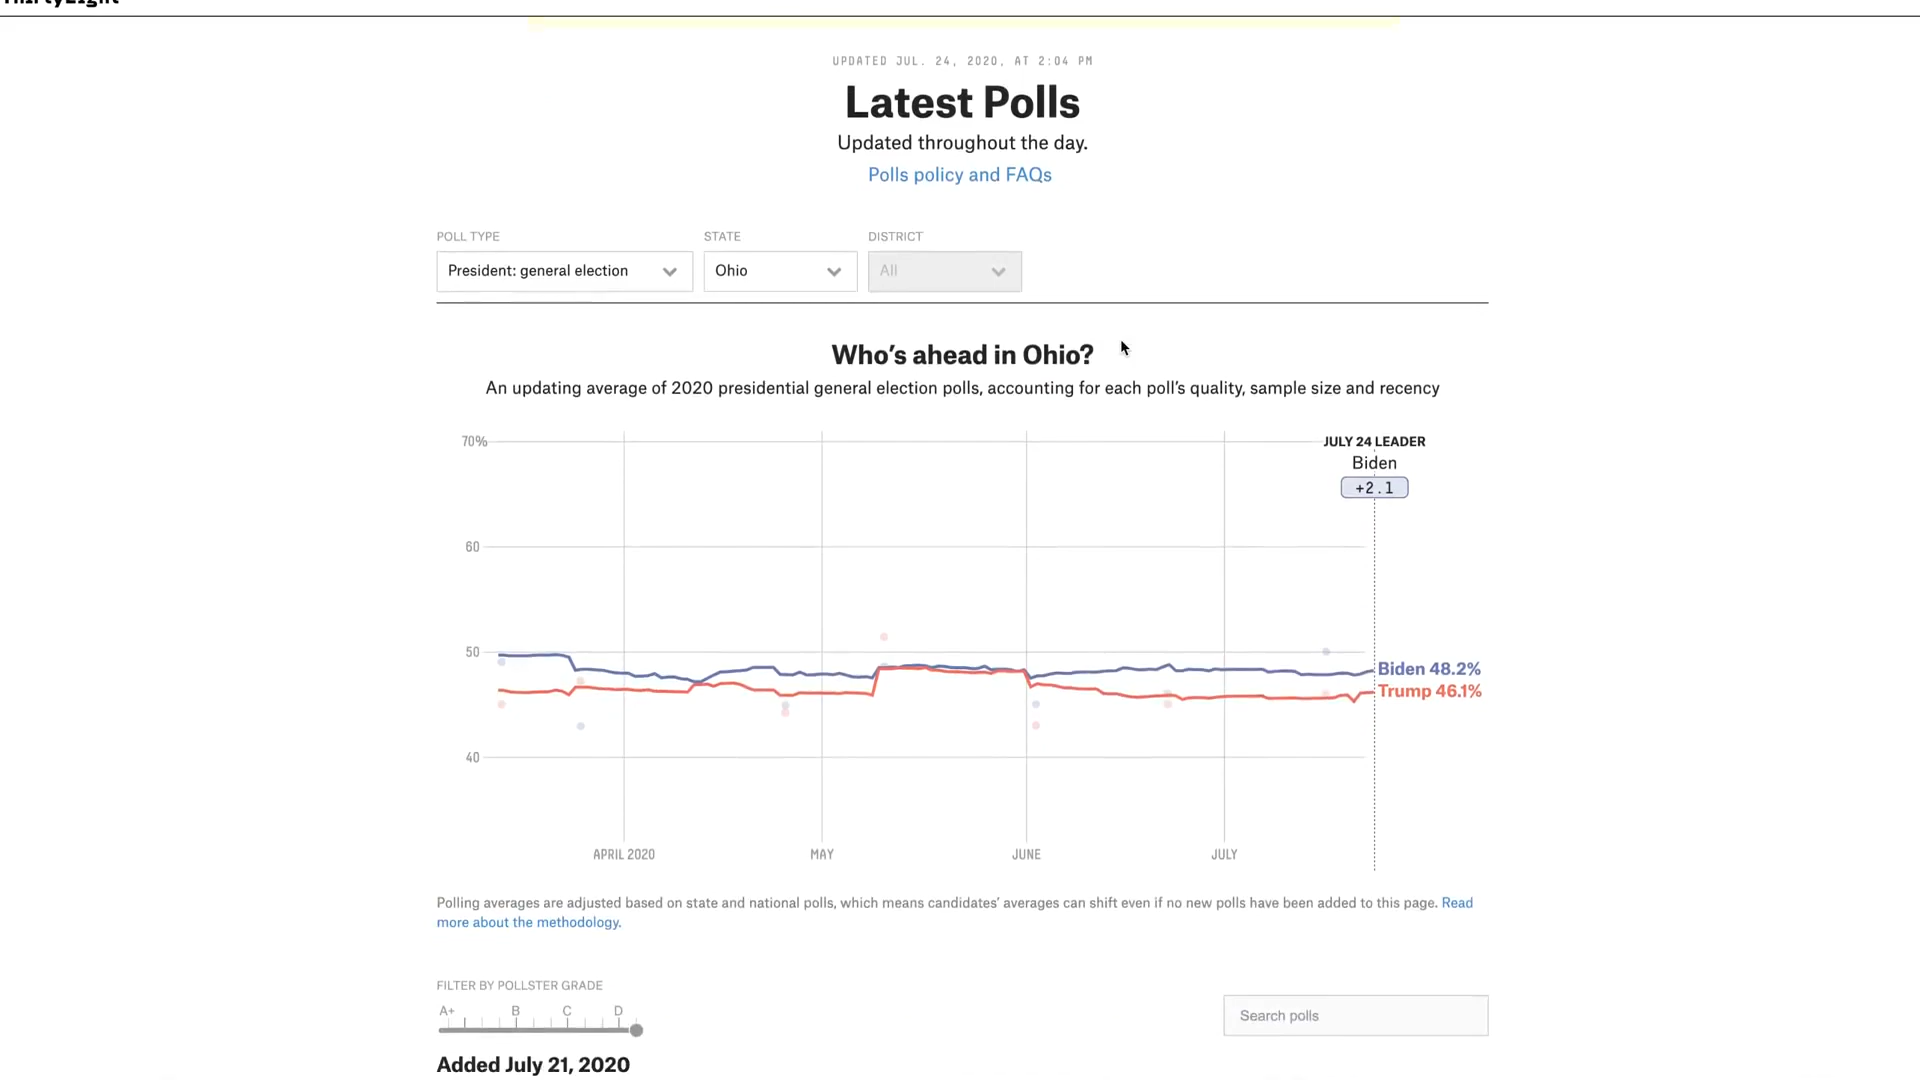 UPDATED JUL. 24, 2020, AT 2:04 PM
Latest Polls
Updated throughout the day.
Polls policy and FAQs
POLL TYPE
STATE
DISTRICT
President: general election
Ohio
All
Who's ahead in Ohio?
An updating average of 2020 presidential general election polls, accounting for each poll's quality, sample size and recency
70%
JULY 24 LEADER
Biden
+2.1
60
50
Biden 48.2%
Trump 46.1%
40
APRIL 2020
MAY
JUNE
JULY
Polling averages are adjusted based on state and national polls, which means candidates' averages can shift even if no new polls have been added to this page. Read
more about the methodology.
FILTER BY POLLSTER GRADE
A+
B
C
D
Search polls
Added July 21, 2020